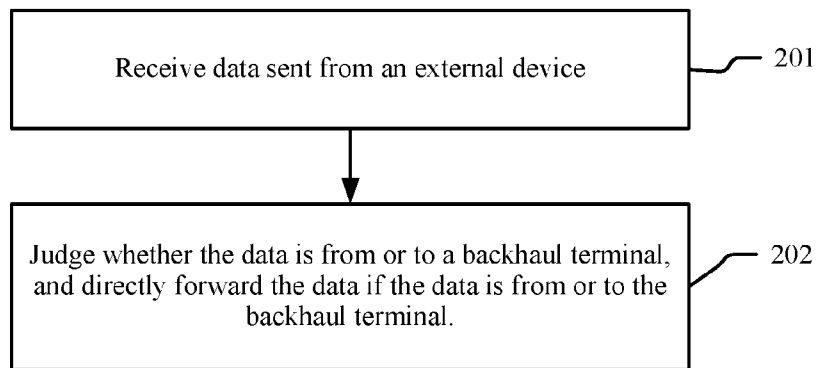 Receive data sent from an external device
201
Judge whether the data is from or to a backhaul terminal,
and directly forward the data if the data is from or to the
backhaul terminal.
202